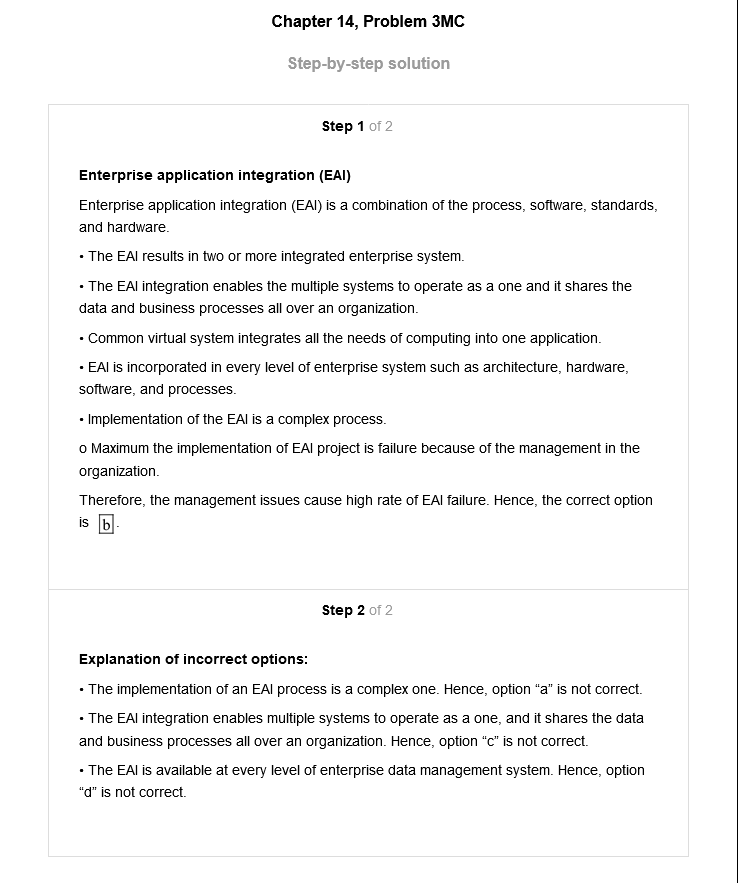 Chapter 14, Problem 3MC
Step-by-step solution
Step 1 of 2
Enterprise application integration (EAI)
Enterprise application integration (EAI) is a combination of the process, software, standards,
and hardware.
• The EAI results in two or more integrated enterprise system.
• The EAI integration enables the multiple systems to operate as a one and it shares the
data and business processes all over an organization.
• Common virtual system integrates all the needs of computing into one application.
• EAI is incorporated in every level of enterprise system such as architecture, hardware,
software, and processes.
• Implementation of the EAI is a complex process.
o Maximum the implementation of EAI project is failure because of the management in the
organization.
Therefore, the management issues cause high rate of EAI failure. Hence, the correct option
is b.
Step 2 of 2
Explanation of incorrect options:
• The implementation of an EAI process is a complex one. Hence, option “a” is not correct.
• The EAI integration enables multiple systems to operate as a one, and it shares the data
and business processes all over an organization. Hence, option “c” is not correct.
• The EAI is available at every level of enterprise data management system. Hence, option
“d” is not correct.